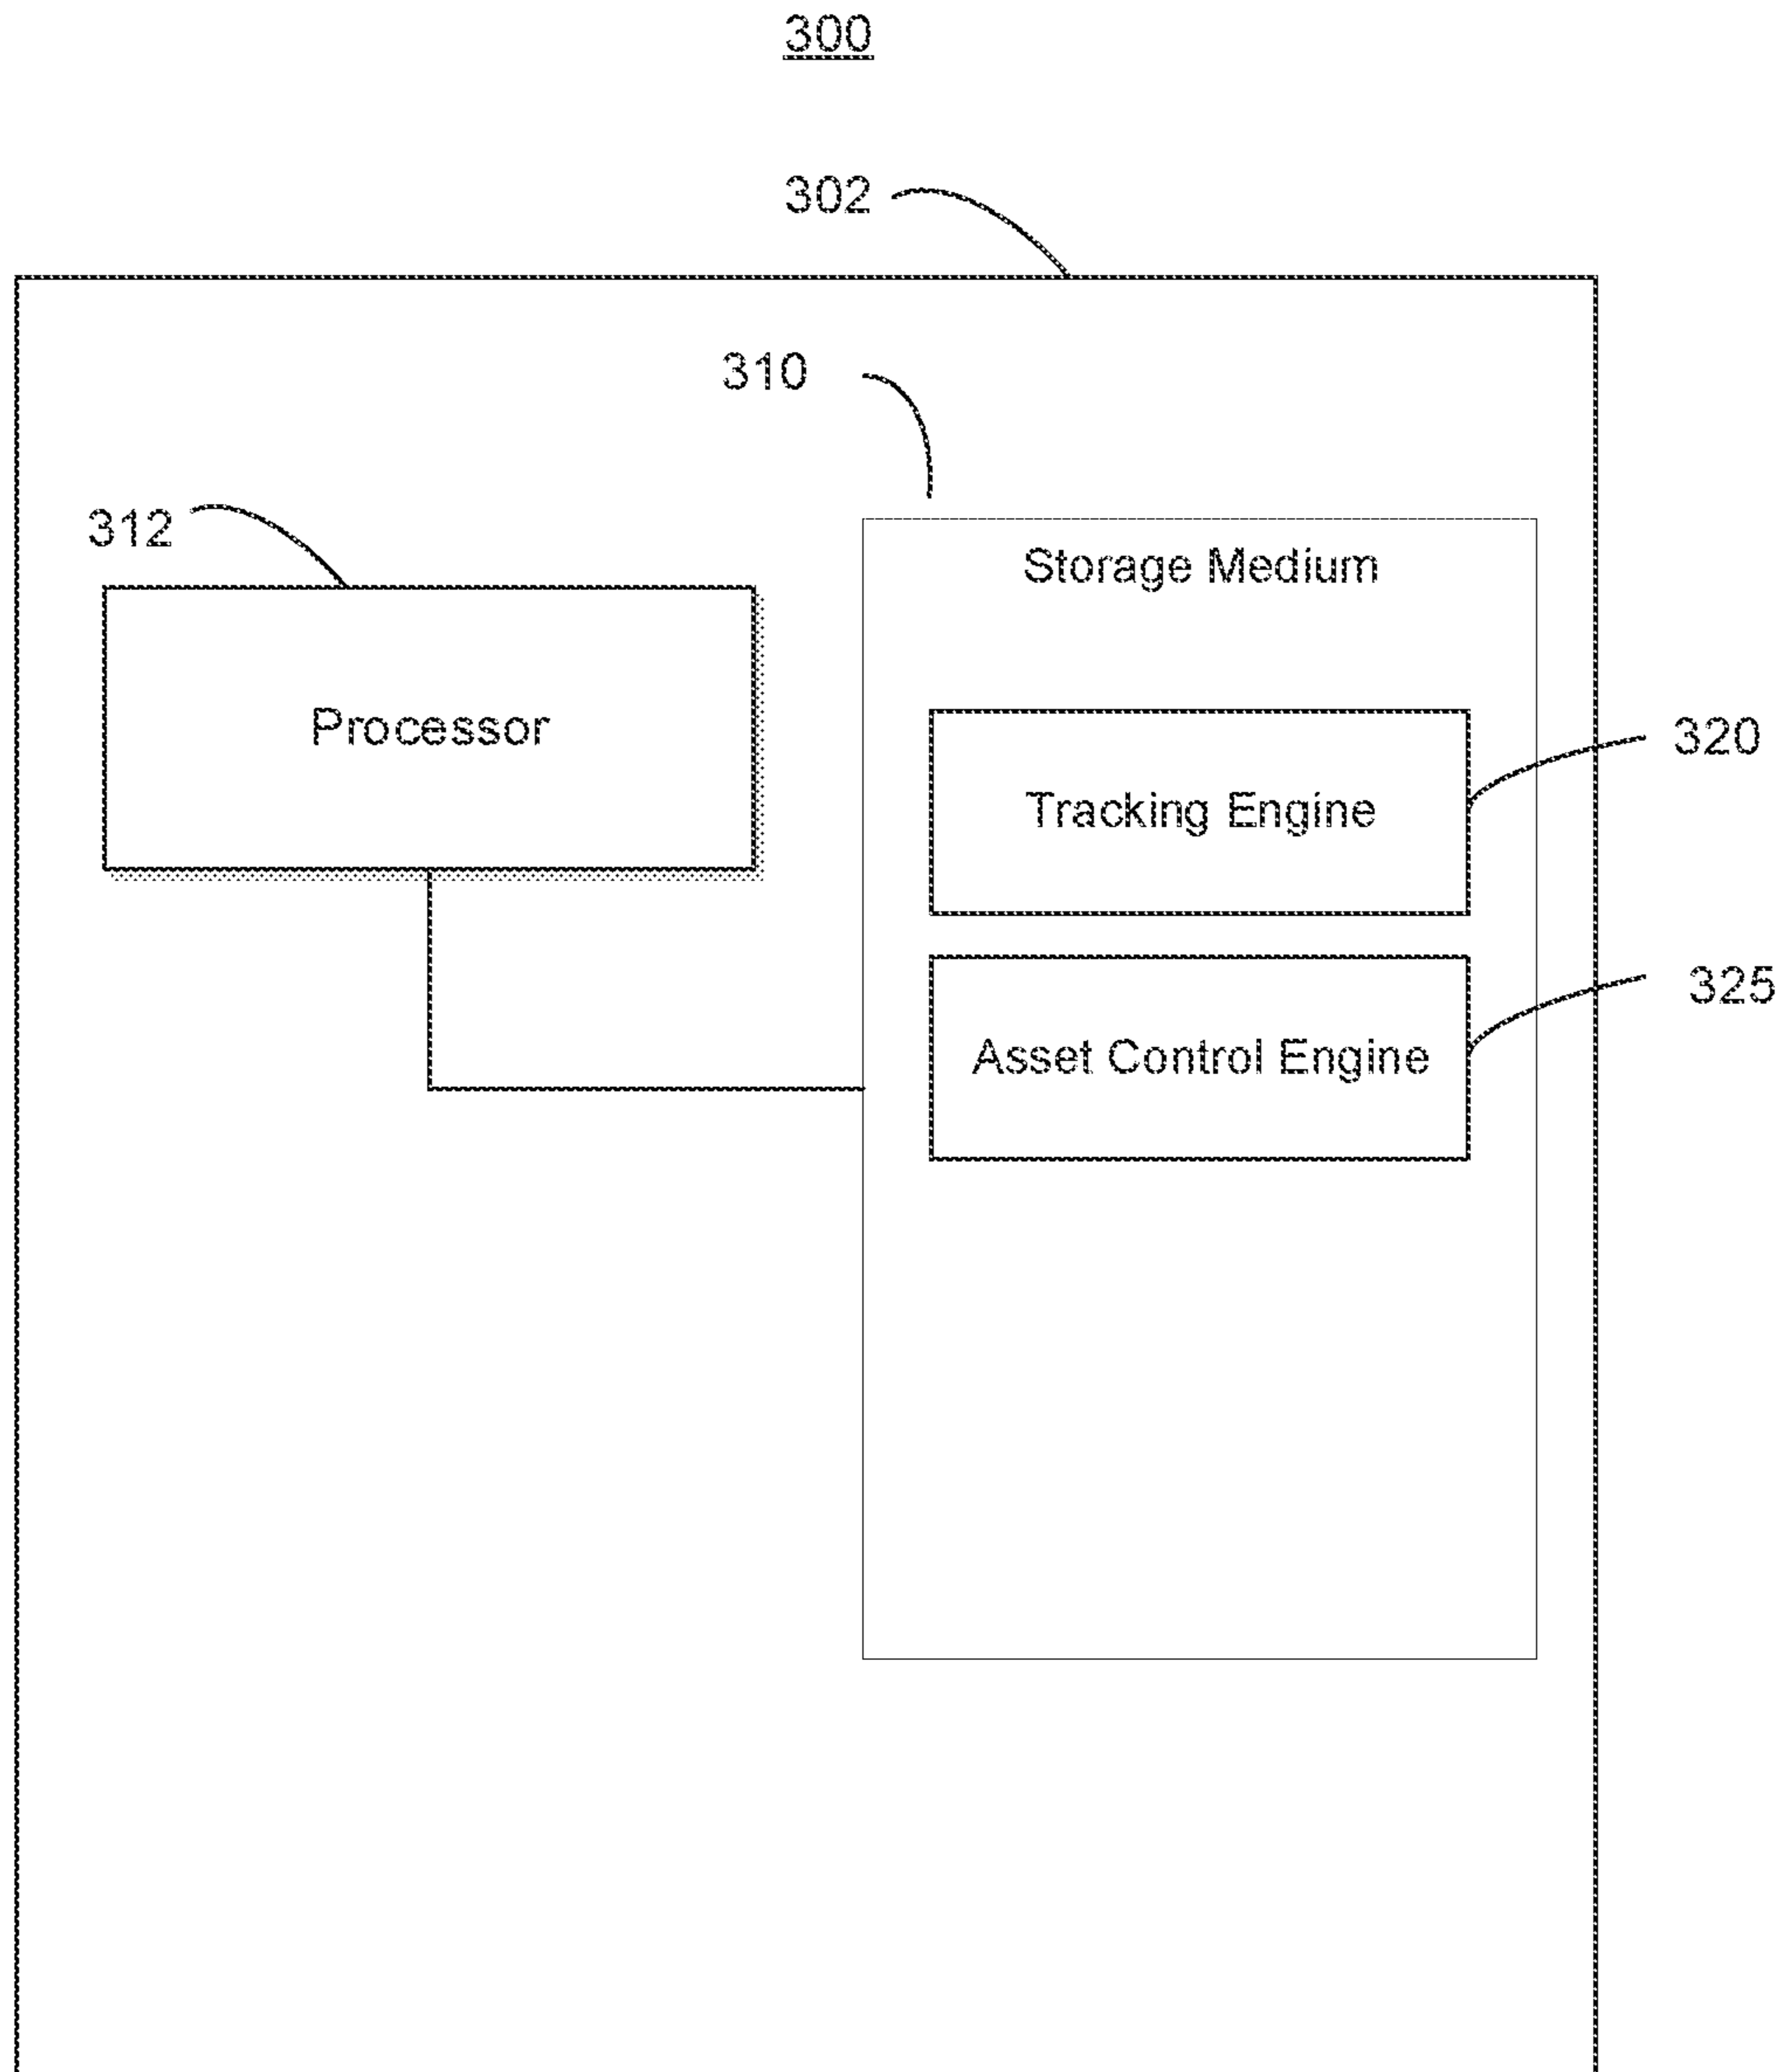 300
302
310
312
Storage Medium
Processor
320
Tracking Engine
325
Asset Control Engine